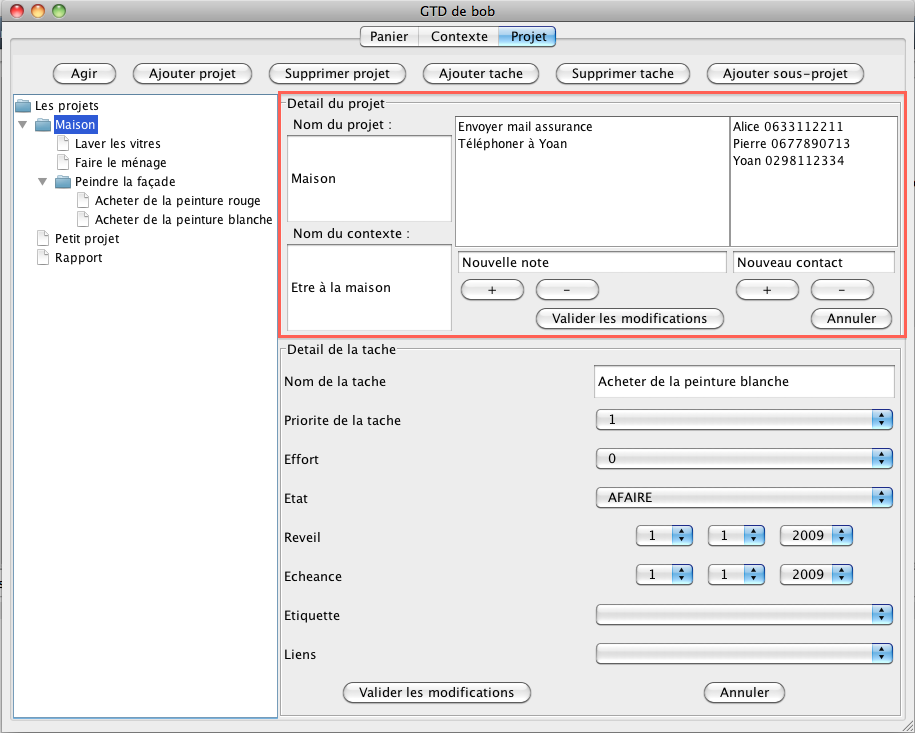 GTD de bob
Panier Contexte Projet
Agir Ajouter projet Supprimer projet Ajouter tache Supprimer tache Ajouter sous-projet
Les projets
Maison
Laver les vitres
Faire le ménage
Peindre la façade
Acheter de la peinture rouge
Acheter de la peinture blanche
Petit projet
Rapport
Detail du projet
Nom du projet :
Maison
Nom du contexte :
Etre à la maison
Envoyer mail assurance
Téléphoner à Yoan
Alice 0633112211
Pierre 0677890713
Yoan 0298112334
Nouvelle note Nouveau contact
+ - + -
Valider les modifications Annuler
Detail de la tache
Nom de la tache Acheter de la peinture blanche
Priorite de la tache 1
Effort 0
Etat AFAIRE
Reveil 1 1 2009
Echeance 1 1 2009
Etiquette
Liens
Valider les modifications Annuler